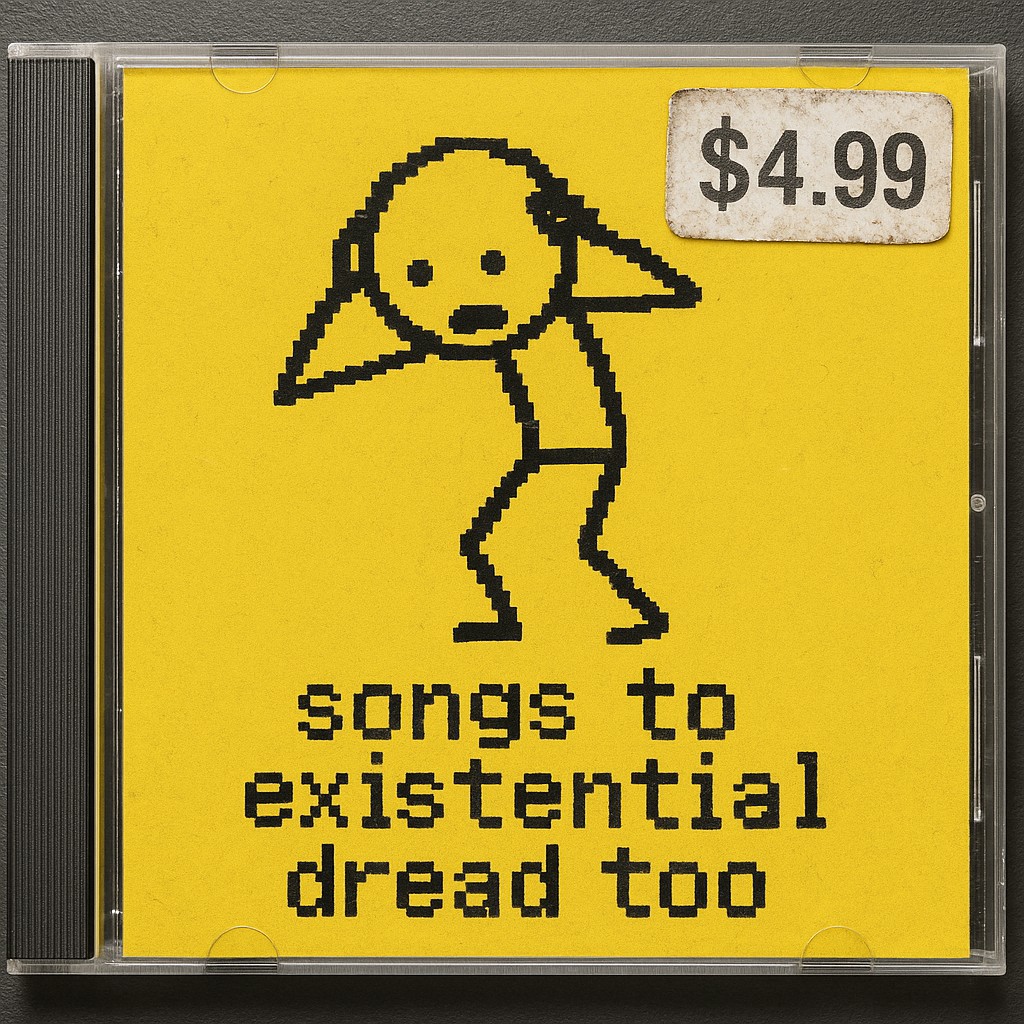 $4.99
songs to
existential
dread too